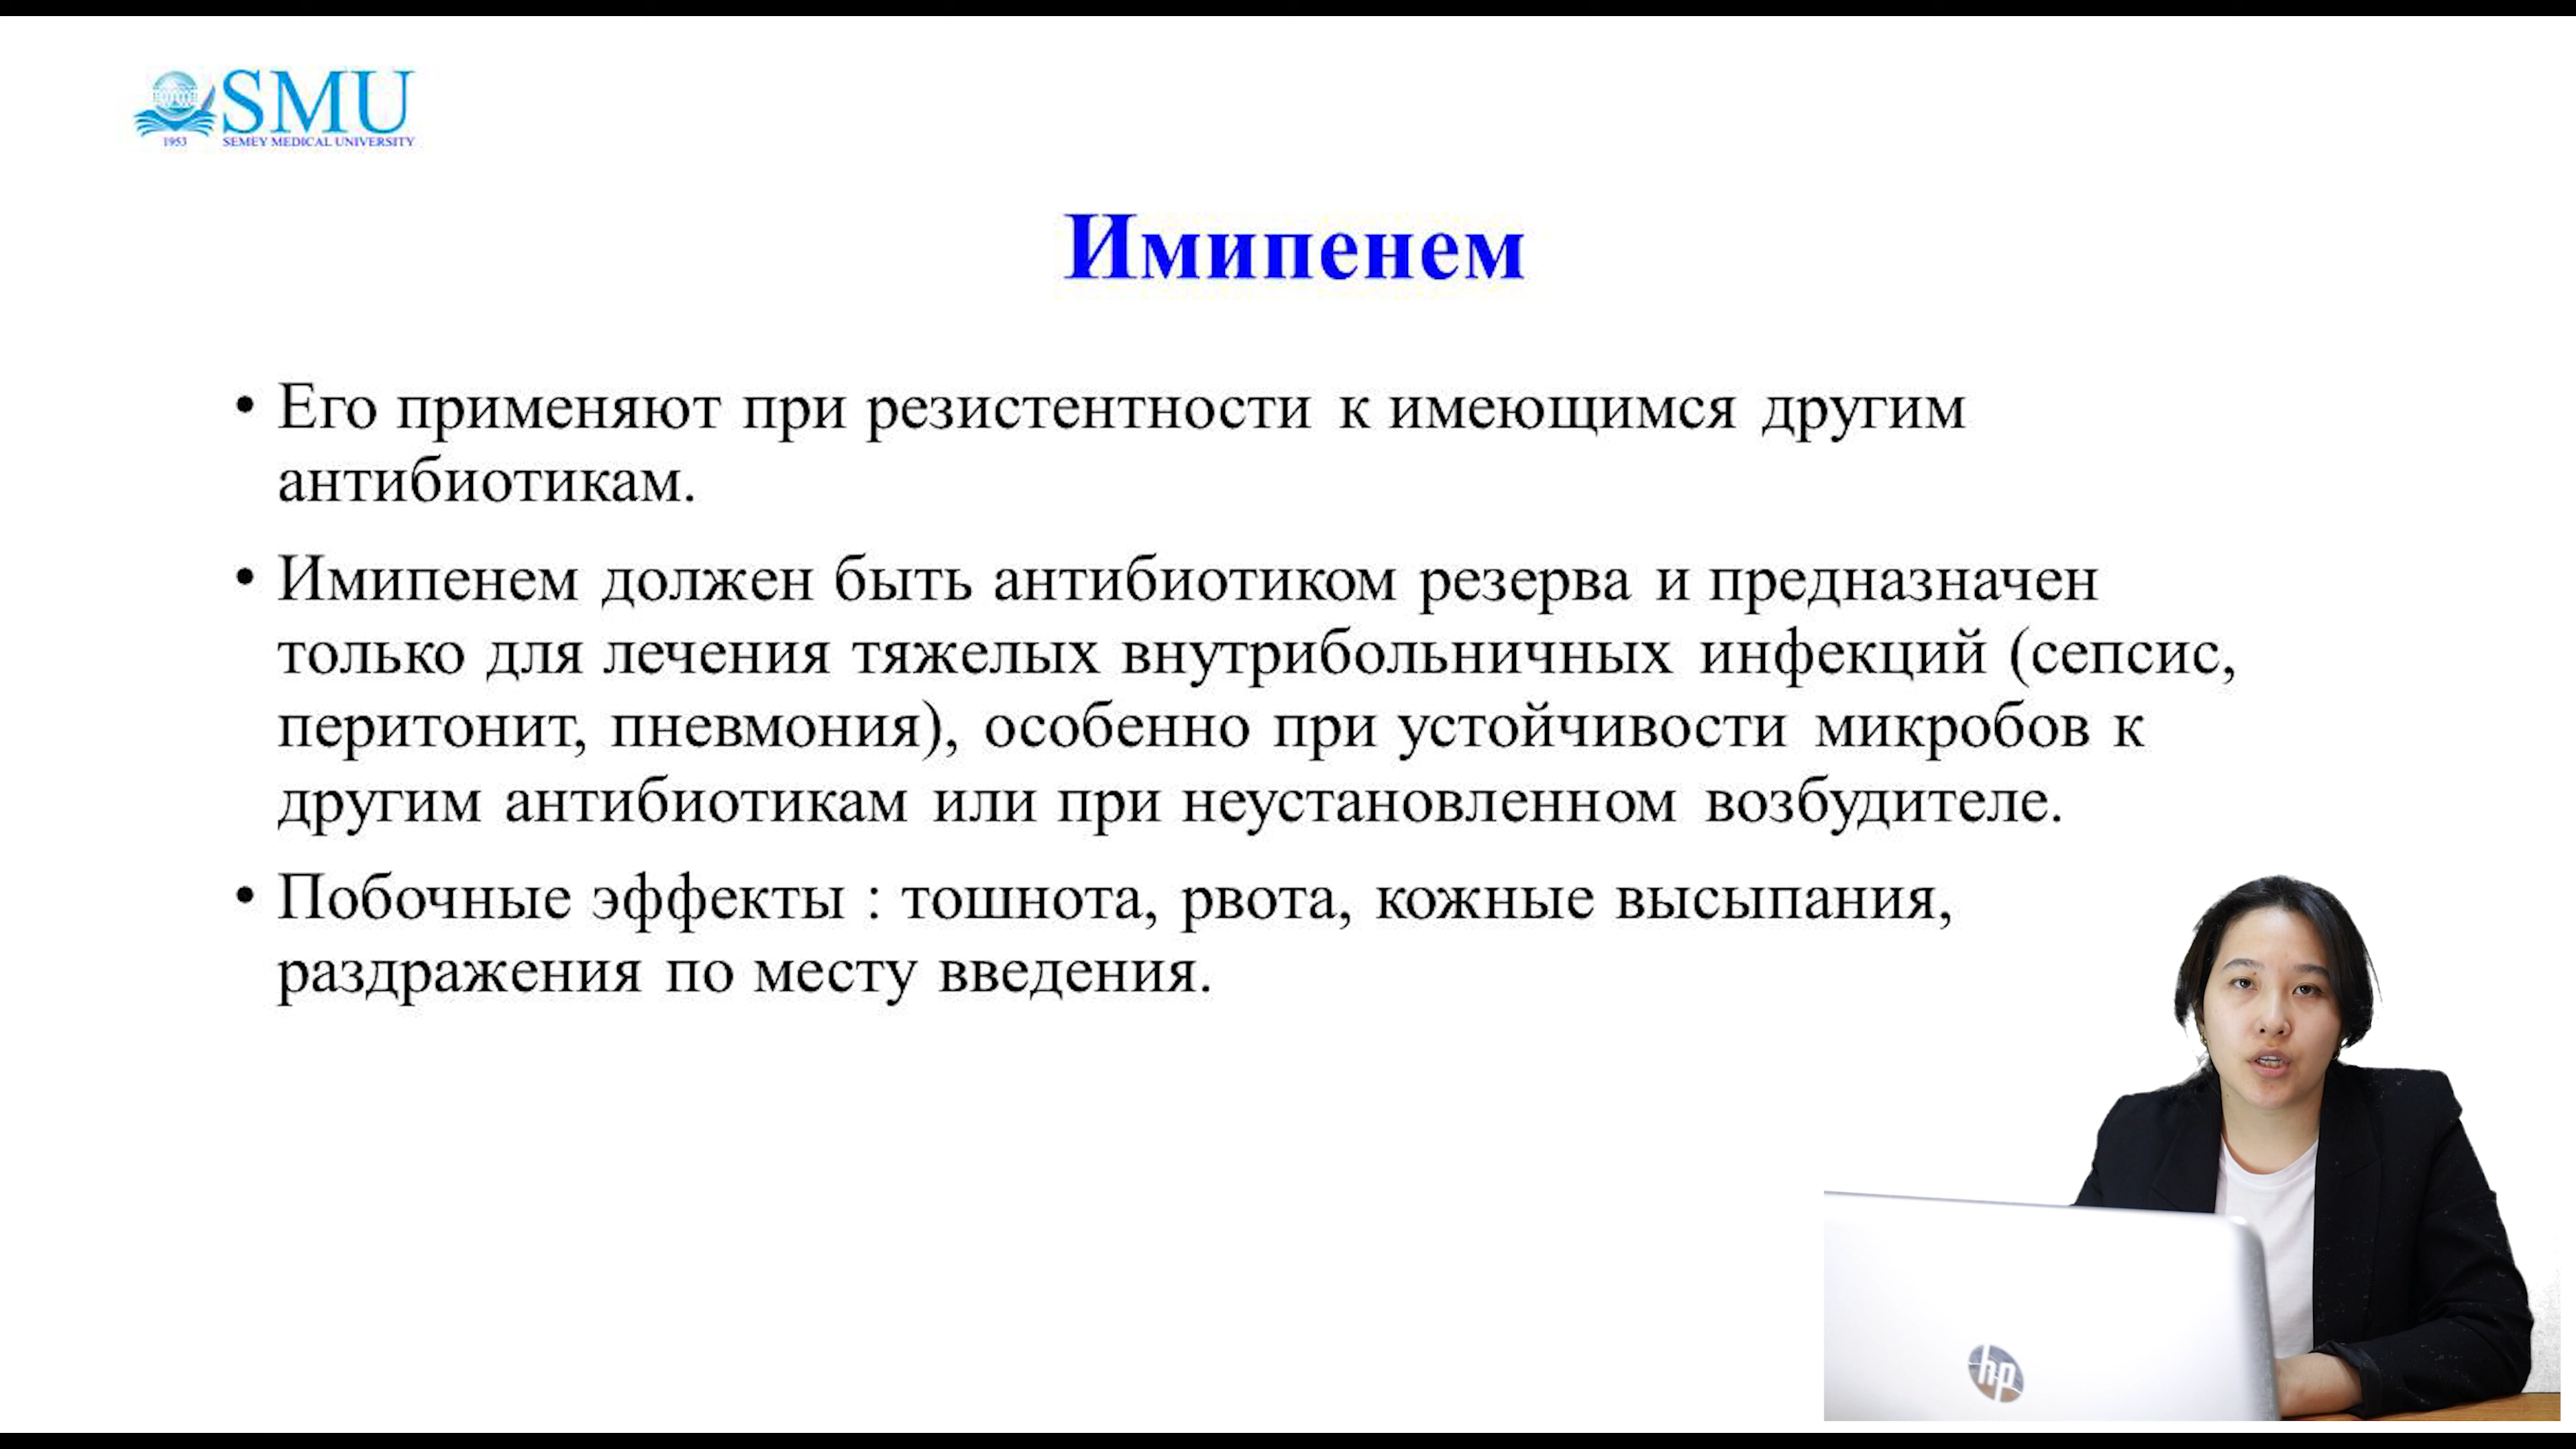 SMU
1953 SEMEY MEDICAL UNIVERSITY
Имипенем
• Его применяют при резистентности к имеющимся другим
антибиотикам.
• Имипенем должен быть антибиотиком резерва и предназначен
только для лечения тяжелых внутрибольничных инфекций (сепсис,
перитонит, пневмония), особенно при устойчивости микробов к
другим антибиотикам или при неустановленном возбудителе.
• Побочные эффекты : тошнота, рвота, кожные высыпания,
раздражения по месту введения.
hp